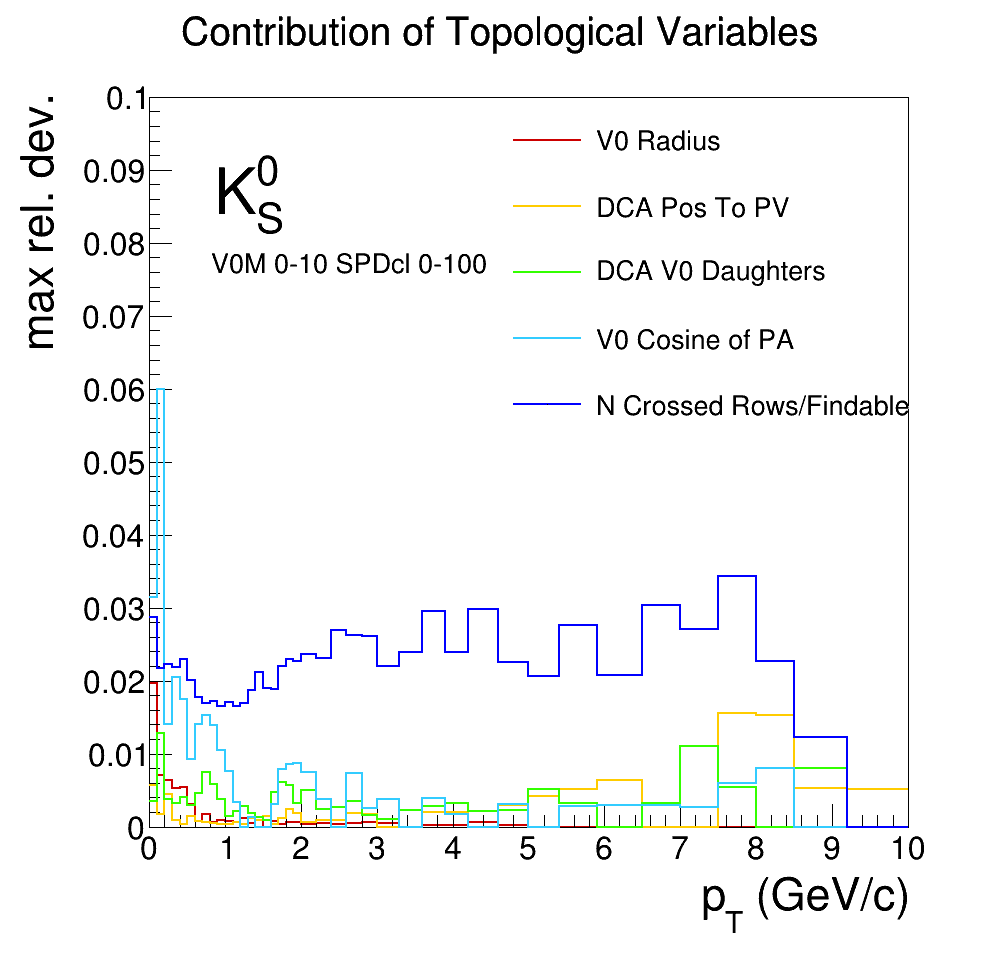 Contribution of Topological Variables
max rel. dev.
0.1
0.09
0.08
0.07
0.06
0.05
0.04
0.03
0.02
0.01
0
K⁰_S
V0M 0-10 SPDcl 0-100
V0 Radius
DCA Pos To PV
DCA V0 Daughters
V0 Cosine of PA
N Crossed Rows/Findable
0 1 2 3 4 5 6 7 8 9 10
p_T (GeV/c)